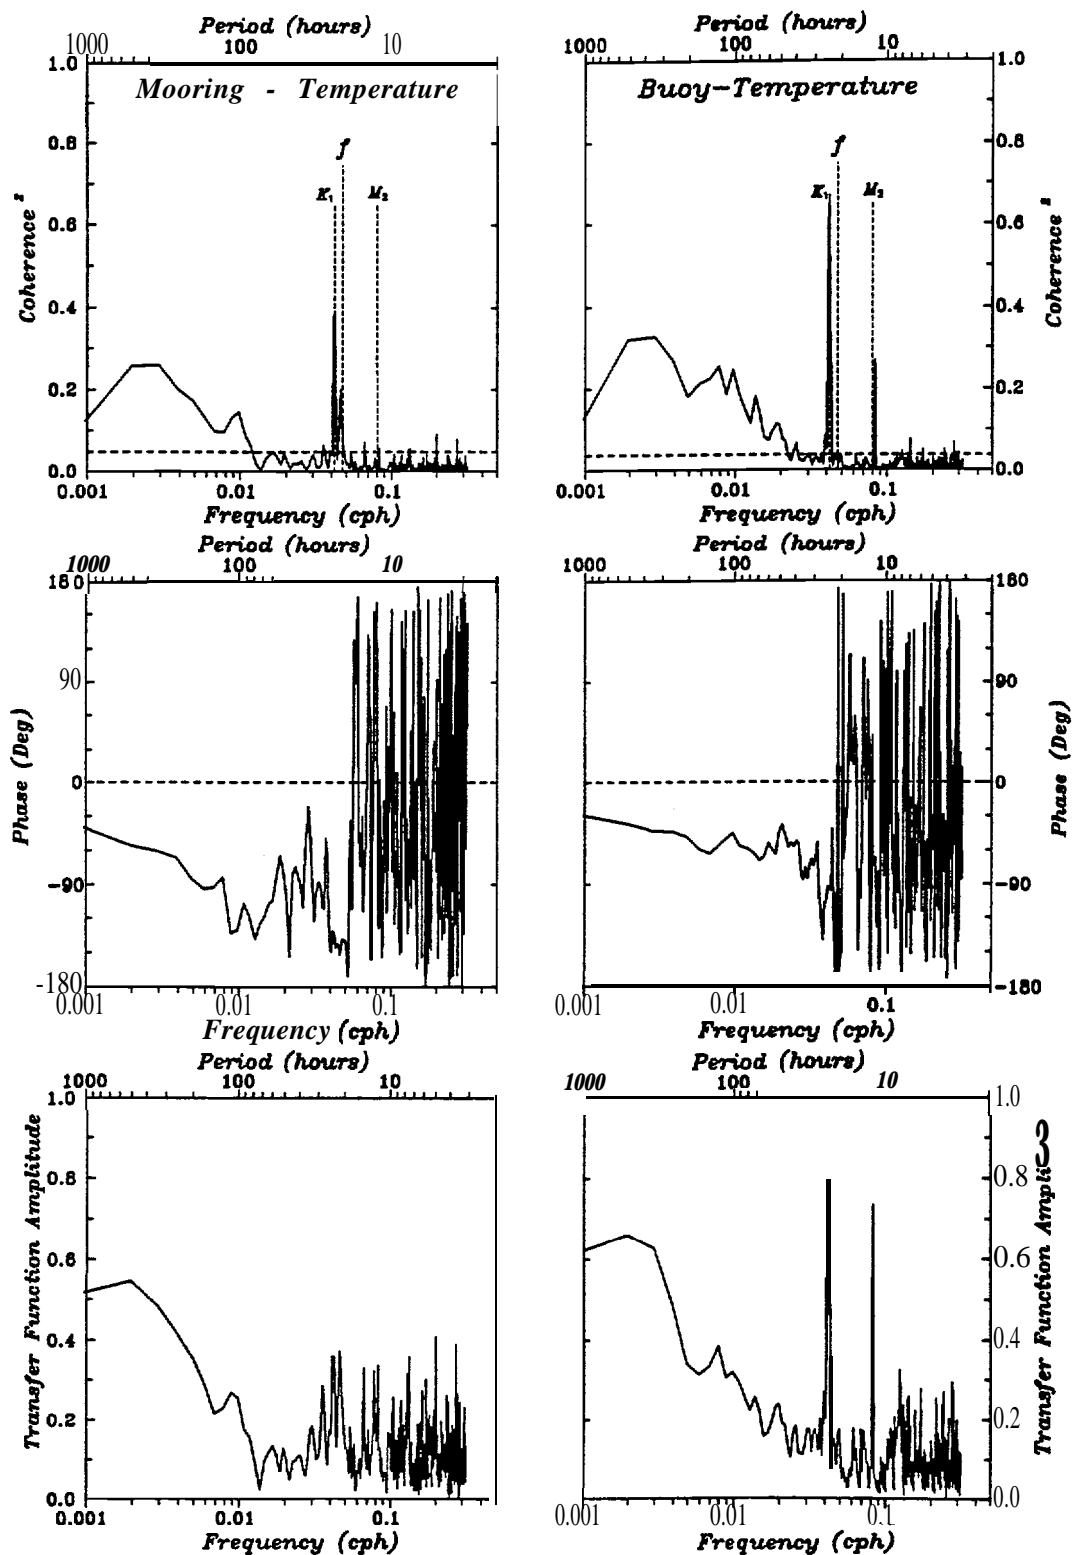 Period (hours)
1000 100 10
1.0
Mooring - Temperature
0.8
f
K₁ M₂
0.6
Coherence ²
0.4
0.2
0.0
0.001 0.01 0.1
Frequency (cph)
Period (hours)
1000 100 10
1.0
Buoy-Temperature
0.8
f
K₁ M₂
0.6
Coherence ²
0.4
0.2
0.0
0.001 0.01 0.1
Frequency (cph)
Period (hours)
1000 100 10
180
90
Phase (Deg)
0
-90
-180
0.001 0.01 0.1
Frequency (cph)
Period (hours)
1000 100 10
180
90
Phase (Deg)
0
-90
-180
0.001 0.01 0.1
Frequency (cph)
Period (hours)
1000 100 10
1.0
0.8
Transfer Function Amplitude
0.6
0.4
0.2
0.0
0.001 0.01 0.1
Frequency (cph)
Period (hours)
1000 100 10
1.0
0.8
Transfer Function Ampli
0.6
0.4
0.2
0.0
0.001 0.01
Frequency (cph)